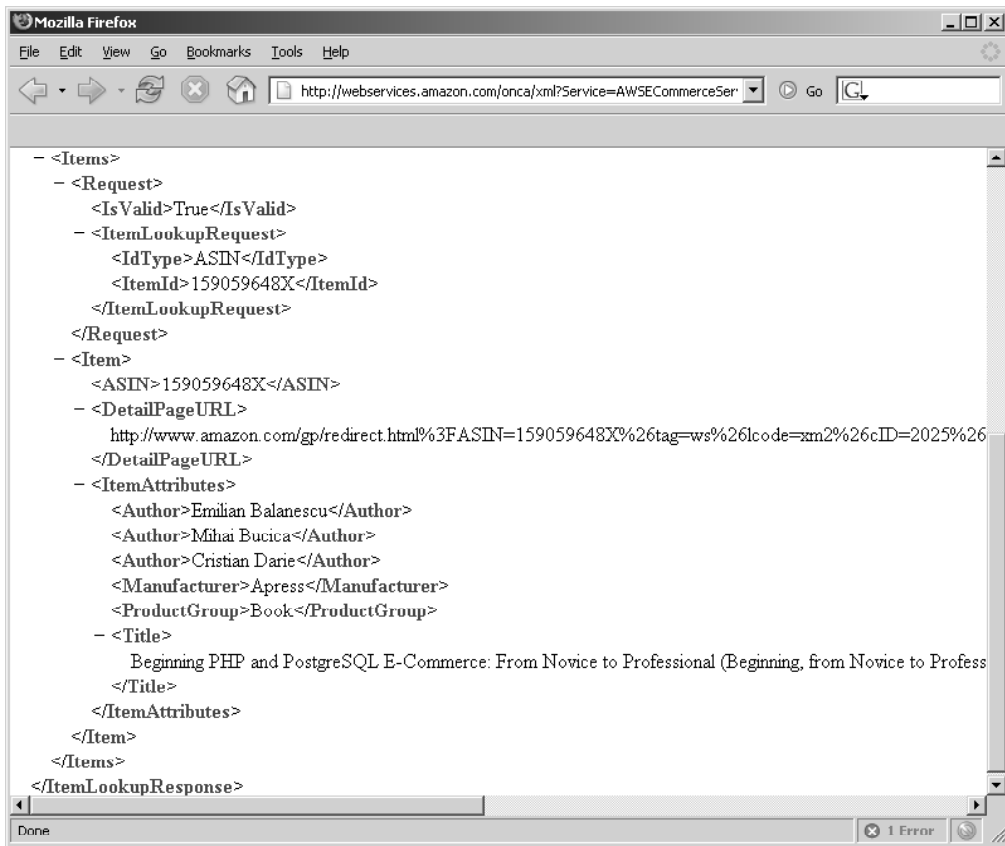 Mozilla Firefox
File Edit View Go Bookmarks Tools Help
http://webservices.amazon.com/onca/xml?Service=AWSECommerceSer
Go
G
– <Items>
– <Request>
<IsValid>True</IsValid>
– <ItemLookupRequest>
<IdType>ASIN</IdType>
<ItemId>159059648X</ItemId>
</ItemLookupRequest>
</Request>
– <Item>
<ASIN>159059648X</ASIN>
– <DetailPageURL>
http://www.amazon.com/gp/redirect.html%3FASIN=159059648X%26tag=ws%26lcode=xm2%26cID=2025%26
</DetailPageURL>
– <ItemAttributes>
<Author>Emilian Balanescu</Author>
<Author>Mihai Bucica</Author>
<Author>Cristian Darie</Author>
<Manufacturer>Apress</Manufacturer>
<ProductGroup>Book</ProductGroup>
– <Title>
Beginning PHP and PostgreSQL E-Commerce: From Novice to Professional (Beginning, from Novice to Profess
</Title>
</ItemAttributes>
</Item>
</Items>
</ItemLookupResponse>
Done
1 Error